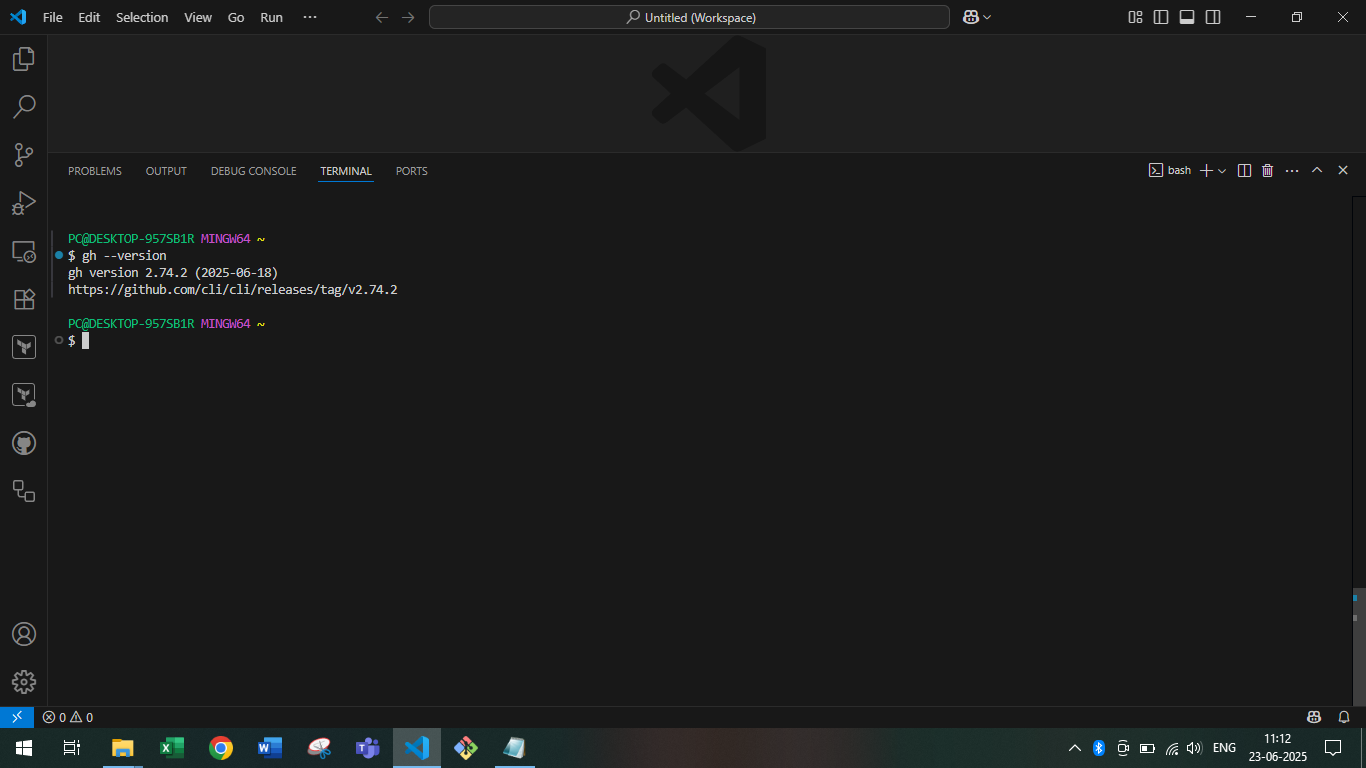 File Edit Selection View Go Run ···
Untitled (Workspace)
PROBLEMS OUTPUT DEBUG CONSOLE TERMINAL PORTS
bash
PC@DESKTOP-957SB1R MINGW64 ~
$ gh --version
gh version 2.74.2 (2025-06-18)
https://github.com/cli/cli/releases/tag/v2.74.2
PC@DESKTOP-957SB1R MINGW64 ~
$
0 0
ENG
11:12
23-06-2025